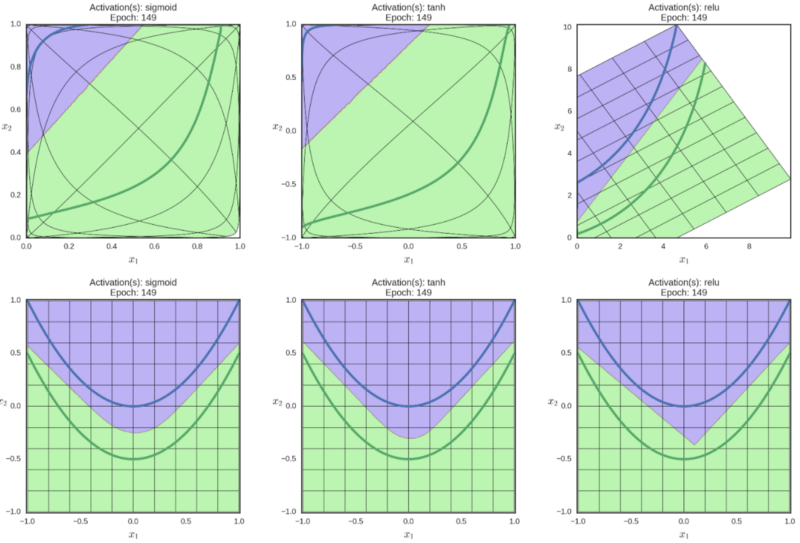 Activation(s): sigmoid
Epoch: 149
1.0
0.8
0.6
0.4
0.2
0.0
x2
0.0 0.2 0.4 0.6 0.8 1.0
x1
Activation(s): tanh
Epoch: 149
1.0
0.5
0.0
−0.5
−1.0
x2
−1.0 −0.5 0.0 0.5 1.0
x1
Activation(s): relu
Epoch: 149
10
8
6
4
2
0
x2
0 2 4 6 8
x1
Activation(s): sigmoid
Epoch: 149
1.0
0.5
0.0
−0.5
−1.0
x2
−1.0 −0.5 0.0 0.5 1.0
x1
Activation(s): tanh
Epoch: 149
1.0
0.5
0.0
−0.5
−1.0
x2
−1.0 −0.5 0.0 0.5 1.0
x1
Activation(s): relu
Epoch: 149
1.0
0.5
0.0
−0.5
−1.0
x2
−1.0 −0.5 0.0 0.5 1.0
x1